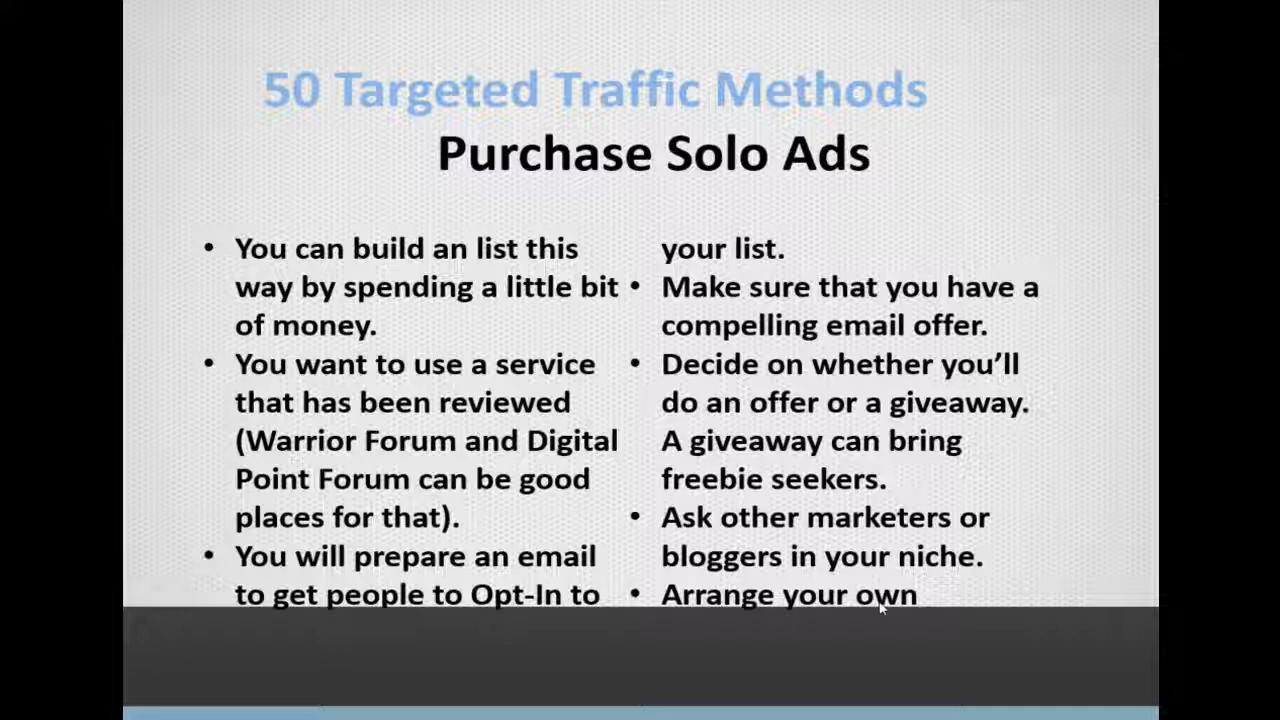 50 Targeted Traffic Methods
Purchase Solo Ads
• You can build an list this
way by spending a little bit
of money.
• You want to use a service
that has been reviewed
(Warrior Forum and Digital
Point Forum can be good
places for that).
• You will prepare an email
to get people to Opt-In to
your list.
• Make sure that you have a
compelling email offer.
• Decide on whether you’ll
do an offer or a giveaway.
A giveaway can bring
freebie seekers.
• Ask other marketers or
bloggers in your niche.
• Arrange your own